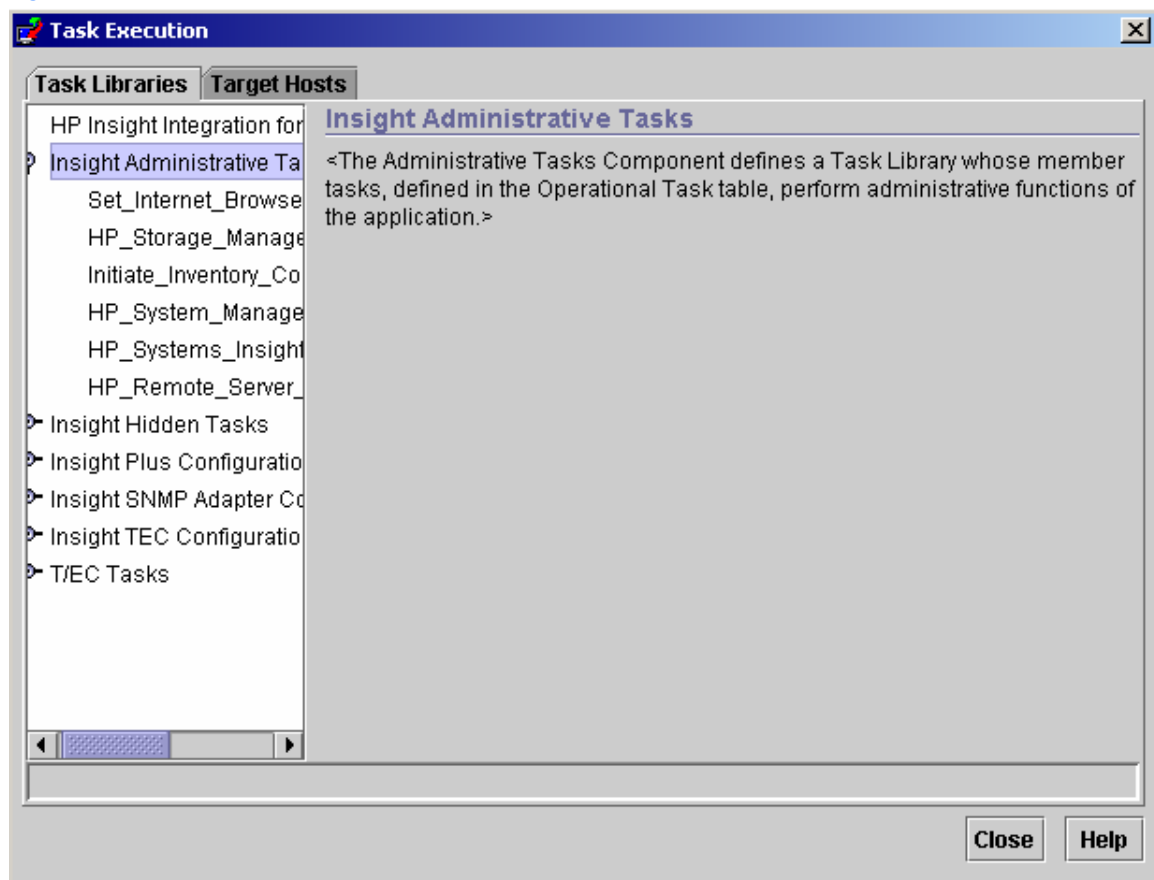 Task Execution
Task Libraries Target Hosts
HP Insight Integration for
Insight Administrative Ta
Set_Internet_Browse
HP_Storage_Manage
Initiate_Inventory_Co
HP_System_Manage
HP_Systems_Insight
HP_Remote_Server_
Insight Hidden Tasks
Insight Plus Configuratio
Insight SNMP Adapter Co
Insight TEC Configuratio
T/EC Tasks
Insight Administrative Tasks
<The Administrative Tasks Component defines a Task Library whose member
tasks, defined in the Operational Task table, perform administrative functions of
the application.>
Close Help